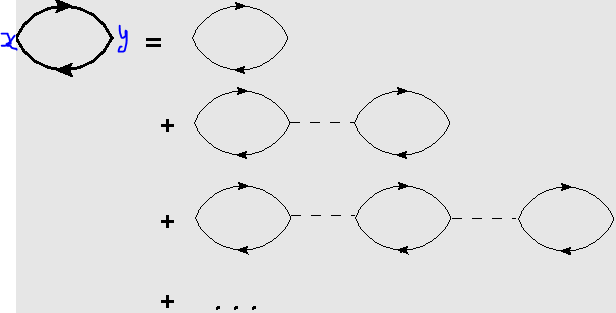 x y =
+
+
+ ...